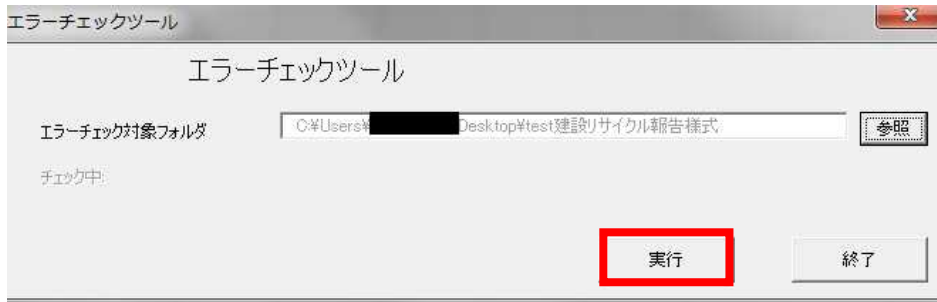 エラーチェックツール
エラーチェックツール
エラーチェック対象フォルダ C:¥Users¥ Desktop¥test建設リサイクル報告様式 参照
チェック中:
実行 終了